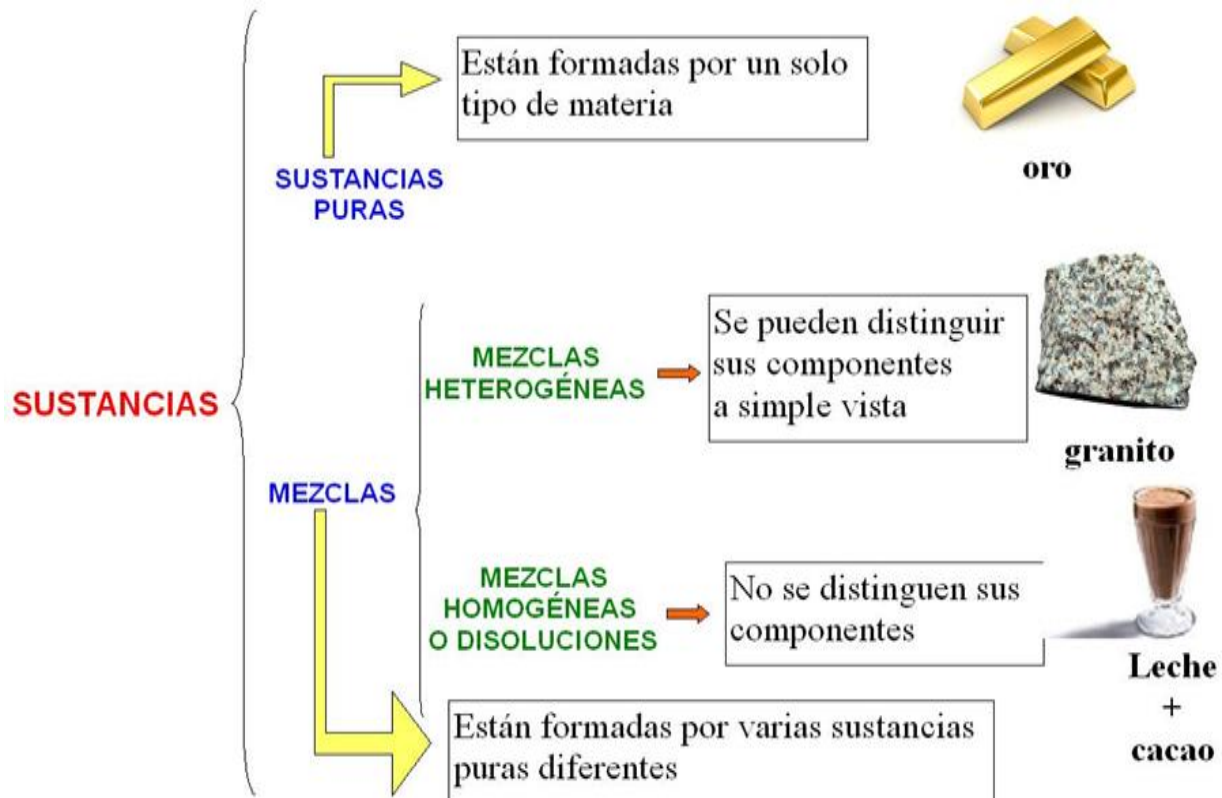 Están formadas por un solo
tipo de materia
oro
SUSTANCIAS
PURAS
SUSTANCIAS
MEZCLAS
HETEROGÉNEAS
Se pueden distinguir
sus componentes
a simple vista
granito
MEZCLAS
MEZCLAS
HOMOGÉNEAS
O DISOLUCIONES
No se distinguen sus
componentes
Leche
+
cacao
Están formadas por varias sustancias
puras diferentes